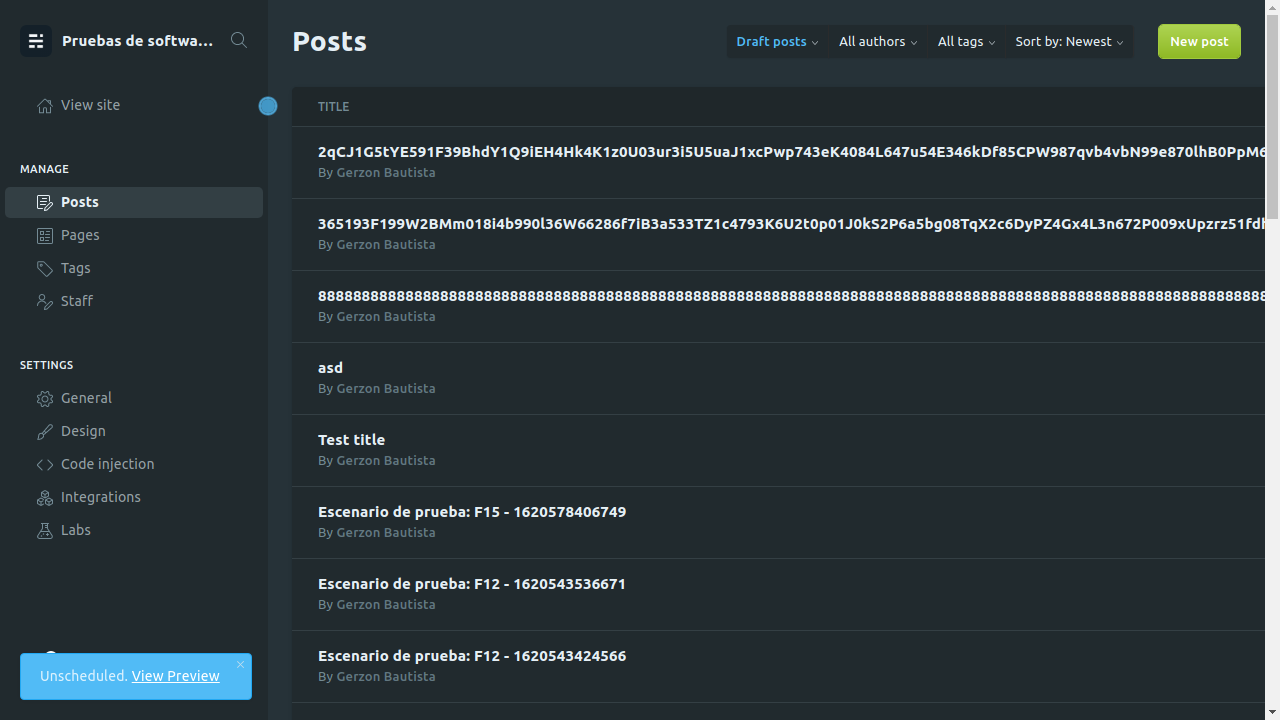 Pruebas de softwa...
View site
MANAGE
Posts
Pages
Tags
Staff
SETTINGS
General
Design
Code injection
Integrations
Labs
Unscheduled. View Preview
Posts
Draft posts
All authors
All tags
Sort by: Newest
New post
TITLE
2qCJ1G5tYE591F39BhdY1Q9iEH4Hk4K1z0U03ur3i5U5uaJ1xcPwp743eK4084L647u54E346kDf85CPW987qvb4vbN99e870lhB0PpM6
By Gerzon Bautista
By Gerzon Bautista
By Gerzon Bautista
asd
By Gerzon Bautista
Test title
By Gerzon Bautista
Escenario de prueba: F15 - 1620578406749
By Gerzon Bautista
Escenario de prueba: F12 - 1620543536671
By Gerzon Bautista
Escenario de prueba: F12 - 1620543424566
By Gerzon Bautista